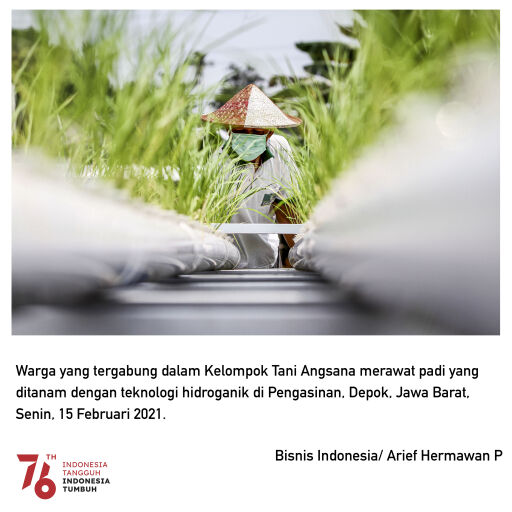 Warga yang tergabung dalam Kelompok Tani Angsana merawat padi yang
ditanam dengan teknologi hidroganik di Pengasinan, Depok, Jawa Barat,
Senin, 15 Februari 2021.
Bisnis Indonesia/ Arief Hermawan P
76 TH
INDONESIA
TANGGUH
INDONESIA
TUMBUH